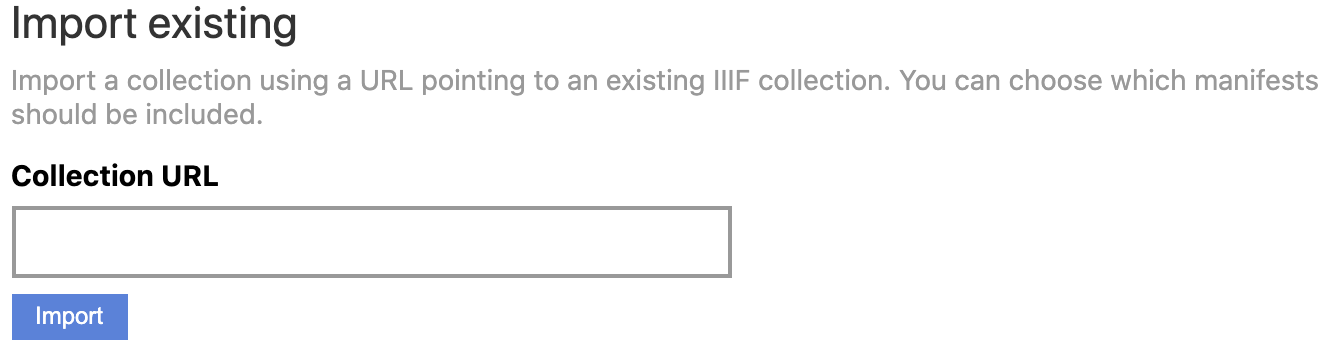 Import existing
Import a collection using a URL pointing to an existing IIIF collection. You can choose which manifests
should be included.
Collection URL
Import